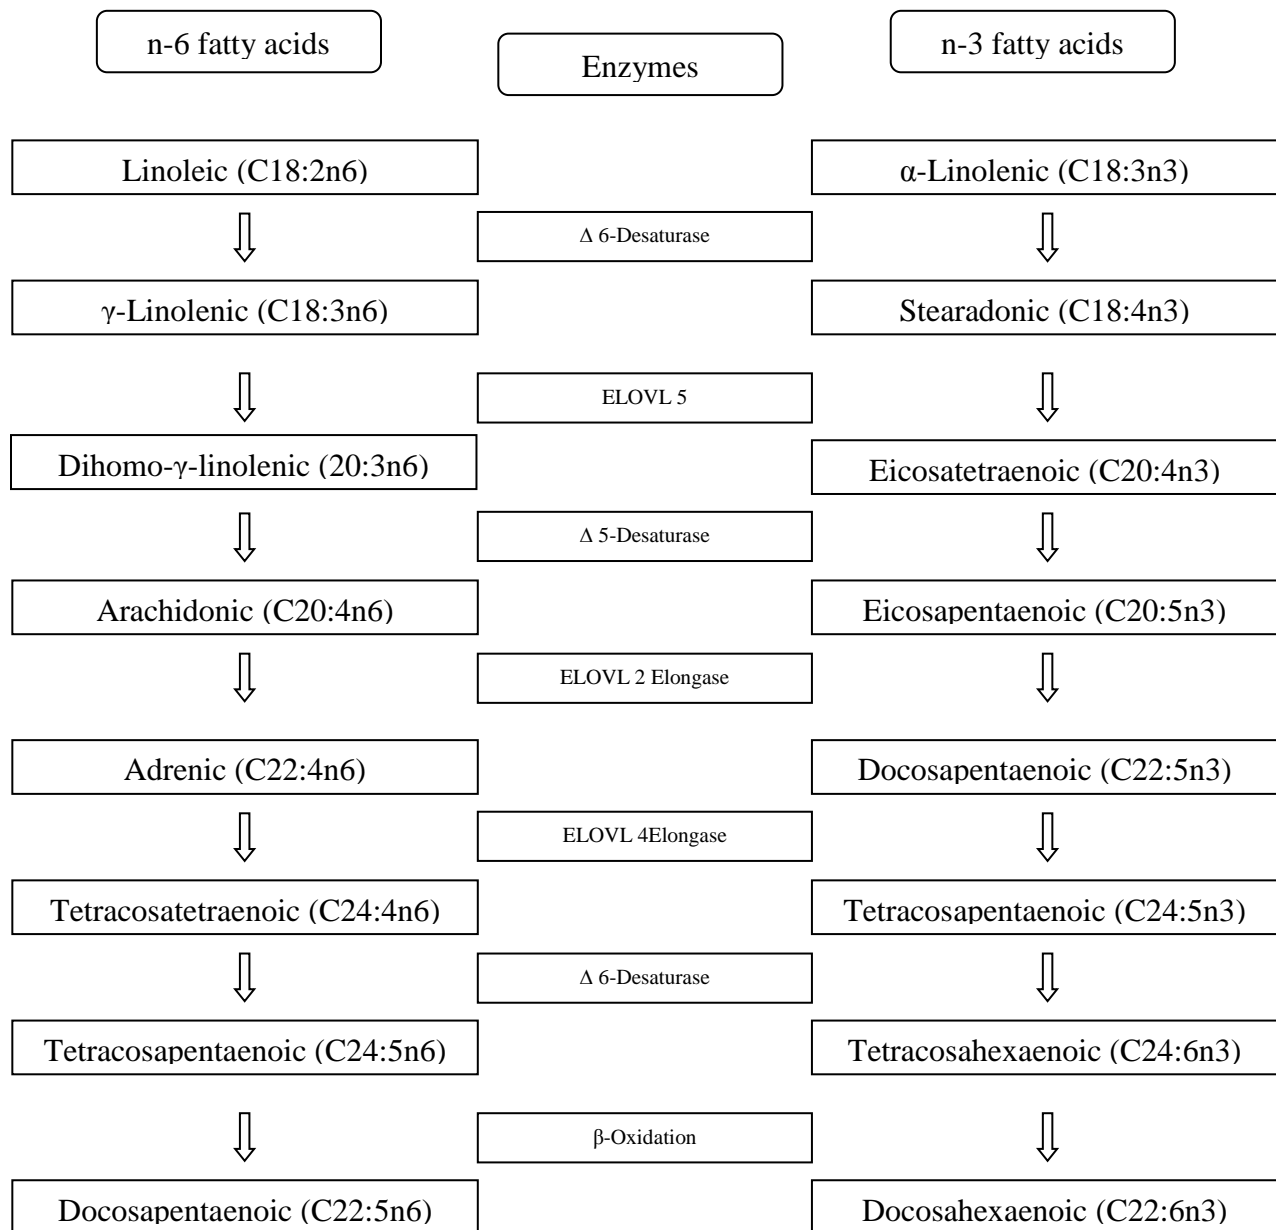 n-6 fatty acids
Enzymes
n-3 fatty acids
Linoleic (C18:2n6)
α-Linolenic (C18:3n3)
Δ 6-Desaturase
γ-Linolenic (C18:3n6)
Stearadonic (C18:4n3)
ELOVL 5
Dihomo-γ-linolenic (20:3n6)
Eicosatetraenoic (C20:4n3)
Δ 5-Desaturase
Arachidonic (C20:4n6)
Eicosapentaenoic (C20:5n3)
ELOVL 2 Elongase
Adrenic (C22:4n6)
Docosapentaenoic (C22:5n3)
ELOVL 4Elongase
Tetracosatetraenoic (C24:4n6)
Tetracosapentaenoic (C24:5n3)
Δ 6-Desaturase
Tetracosapentaenoic (C24:5n6)
Tetracosahexaenoic (C24:6n3)
β-Oxidation
Docosapentaenoic (C22:5n6)
Docosahexaenoic (C22:6n3)